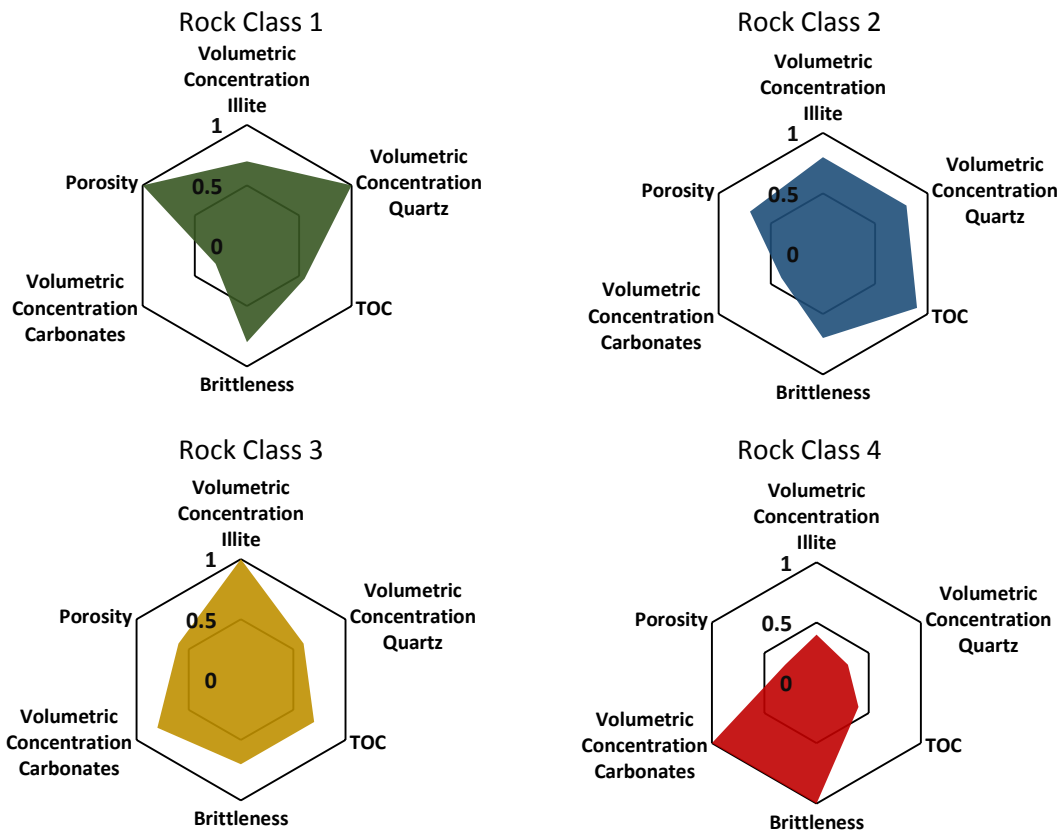 Rock Class 1
Volumetric
Concentration
Illite
1
Volumetric
Concentration
Quartz
Porosity
0.5
0
Volumetric
Concentration
Carbonates
TOC
Brittleness
Rock Class 2
Volumetric
Concentration
Illite
1
Volumetric
Concentration
Quartz
Porosity
0.5
0
Volumetric
Concentration
Carbonates
TOC
Brittleness
Rock Class 3
Volumetric
Concentration
Illite
1
Volumetric
Concentration
Quartz
Porosity
0.5
0
Volumetric
Concentration
Carbonates
TOC
Brittleness
Rock Class 4
Volumetric
Concentration
Illite
1
Volumetric
Concentration
Quartz
Porosity
0.5
0
Volumetric
Concentration
Carbonates
TOC
Brittleness